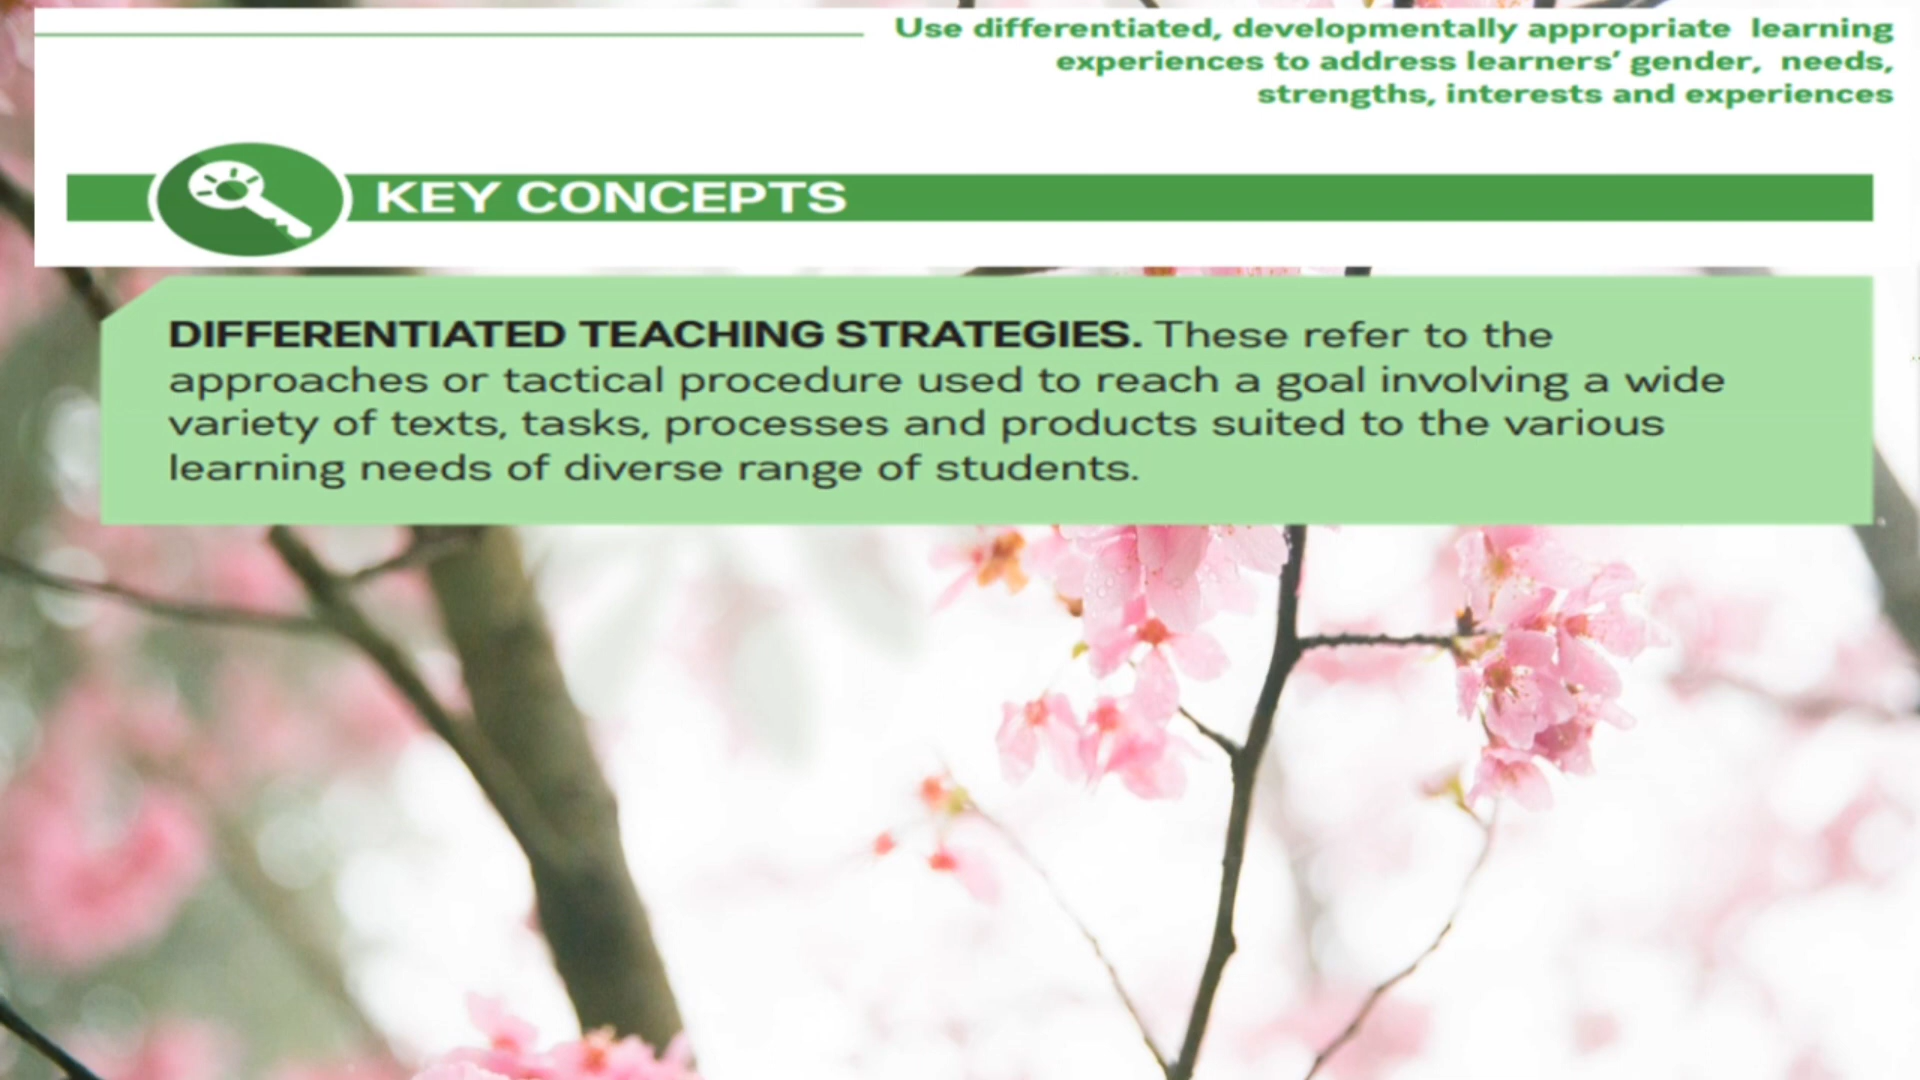 Use differentiated, developmentally appropriate learning
experiences to address learners’ gender, needs,
strengths, interests and experiences
KEY CONCEPTS
DIFFERENTIATED TEACHING STRATEGIES. These refer to the
approaches or tactical procedure used to reach a goal involving a wide
variety of texts, tasks, processes and products suited to the various
learning needs of diverse range of students.